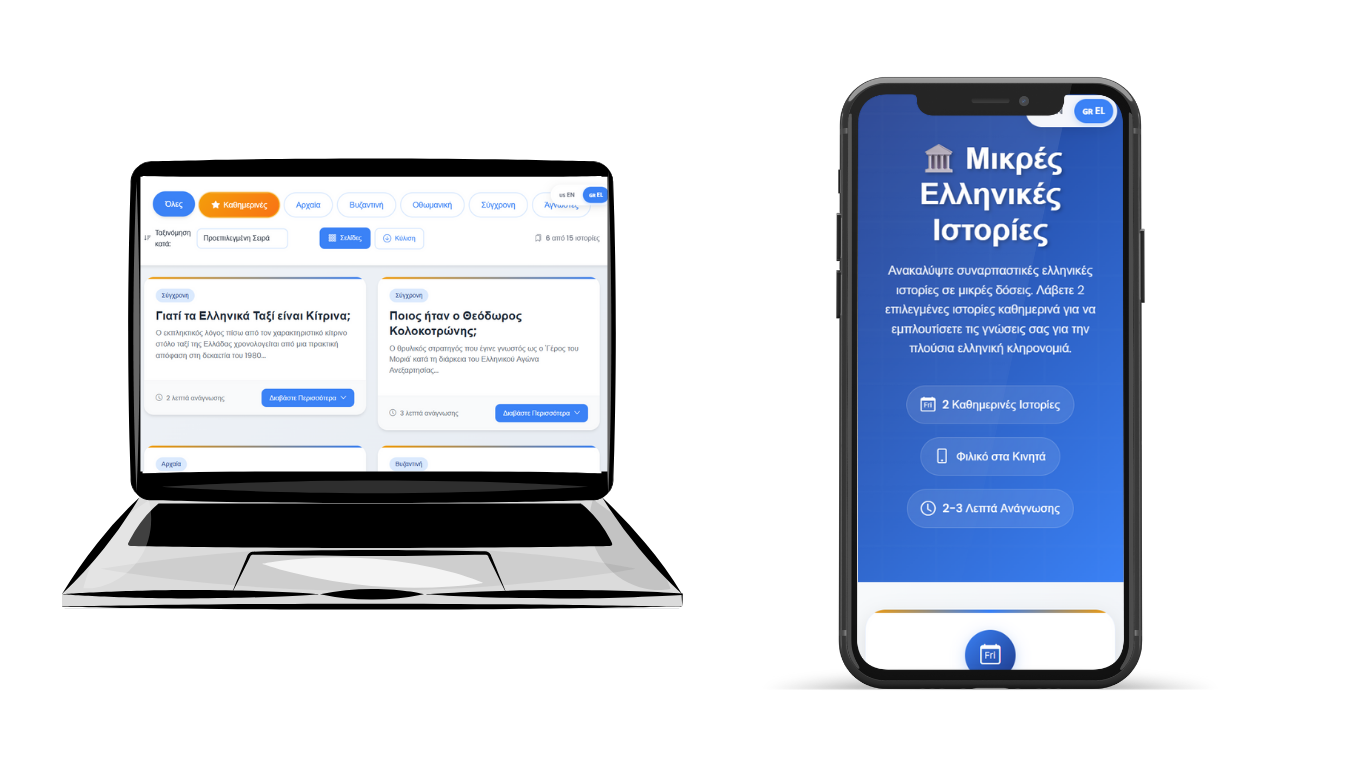 Όλες
Καθημερινές
Αρχαία
Βυζαντινή
Οθωμανική
Σύγχρονη
us EN
GR EL
Ταξινόμηση
κατά:
Προεπιλεγμένη Σειρά
Σελίδες
Κύλιση
6 από 15 ιστορίες
Σύγχρονη
Γιατί τα Ελληνικά Ταξί είναι Κίτρινα;
Ο εκπληκτικός λόγος πίσω από τον χαρακτηριστικό κίτρινο
στόλο ταξί της Ελλάδας χρονολογείται από μια πρακτική
απόφαση στη δεκαετία του 1980...
2 λεπτά ανάγνωσης
Διαβάστε Περισσότερα
Σύγχρονη
Ποιος ήταν ο Θεόδωρος
Κολοκοτρώνης;
Ο θρυλικός στρατηγός που έγινε γνωστός ως ο 'Γέρος του
Μοριά' κατά τη διάρκεια του Ελληνικού Αγώνα
Ανεξαρτησίας...
3 λεπτά ανάγνωσης
Διαβάστε Περισσότερα
Αρχαία
Βυζαντινή
GR EL
Μικρές
Ελληνικές
Ιστορίες
Ανακαλύψτε συναρπαστικές ελληνικές
ιστορίες σε μικρές δόσεις. Λάβετε 2
επιλεγμένες ιστορίες καθημερινά για να
εμπλουτίσετε τις γνώσεις σας για την
πλούσια ελληνική κληρονομιά.
Fri
2 Καθημερινές Ιστορίες
Φιλικό στα Κινητά
2-3 Λεπτά Ανάγνωσης
Fri